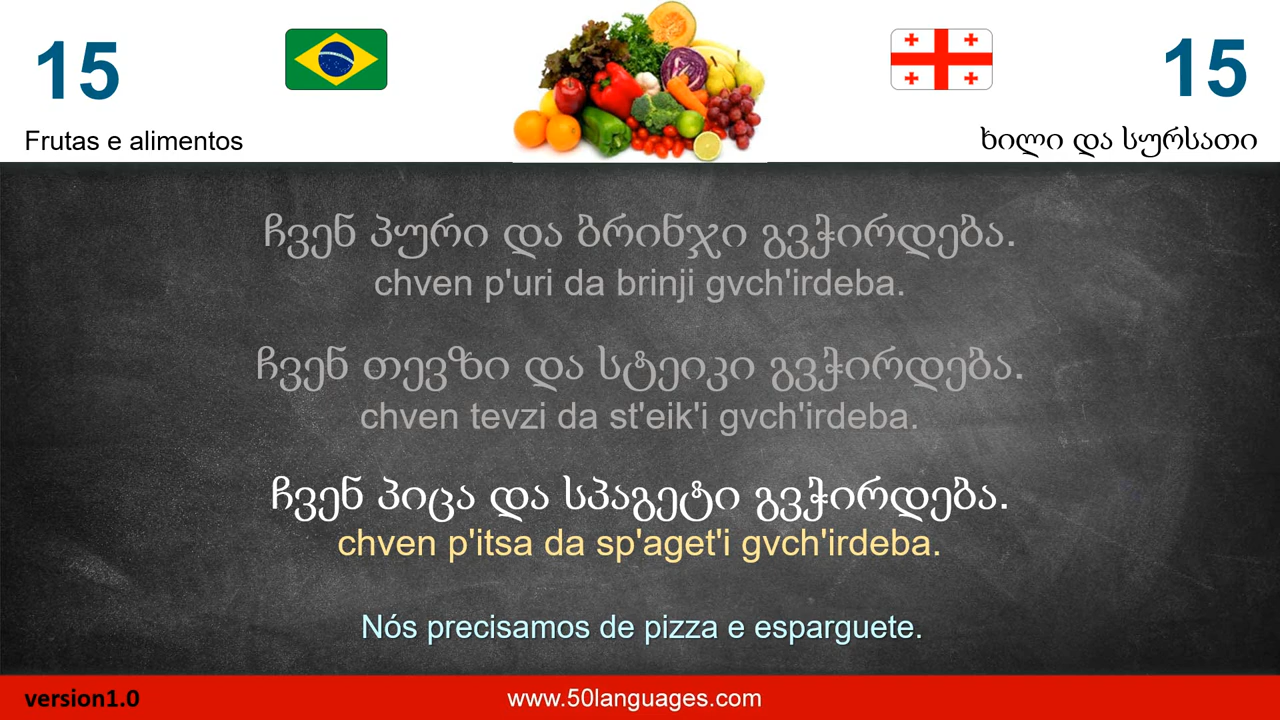 15
15
Frutas e alimentos
ხილი და სურსათი
ჩვენ პური და ბრინჯი გვჭირდება.
chven p'uri da brinji gvch'irdeba.
ჩვენ თევზი და სტეიკი გვჭირდება.
chven tevzi da st'eik'i gvch'irdeba.
ჩვენ პიცა და სპაგეტი გვჭირდება.
chven p'itsa da sp'aget'i gvch'irdeba.
Nós precisamos de pizza e esparguete.
version1.0
www.50languages.com